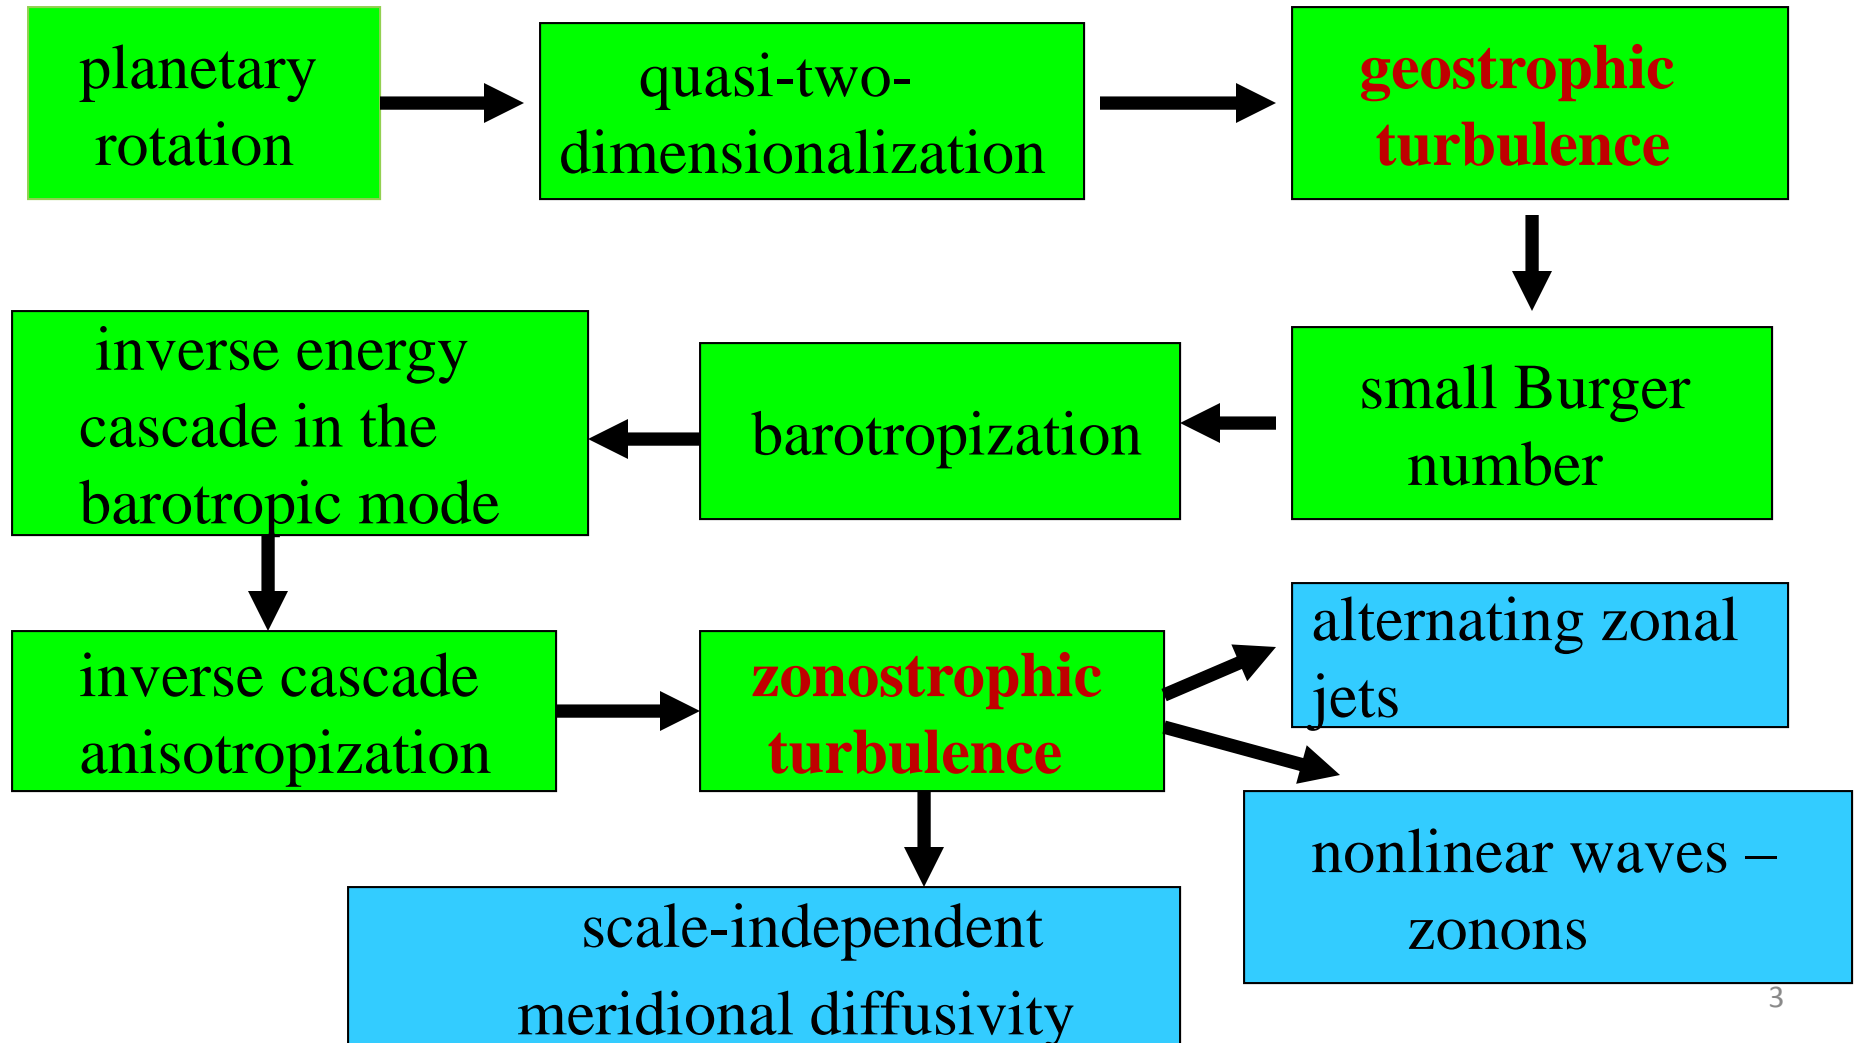 planetary
rotation
quasi-two-
dimensionalization
geostrophic
turbulence
small Burger
number
barotropization
inverse energy
cascade in the
barotropic mode
inverse cascade
anisotropization
zonostrophic
turbulence
alternating zonal
jets
nonlinear waves –
zonons
scale-independent
meridional diffusivity
3